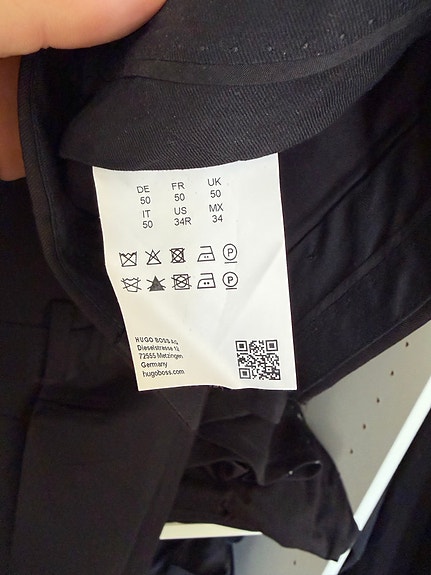 DE FR UK
50 50 50
IT US MX
50 34R 34
P
P
HUGO BOSS AG
Dieselstrasse 12
72555 Metzingen
Germany
hugoboss.com